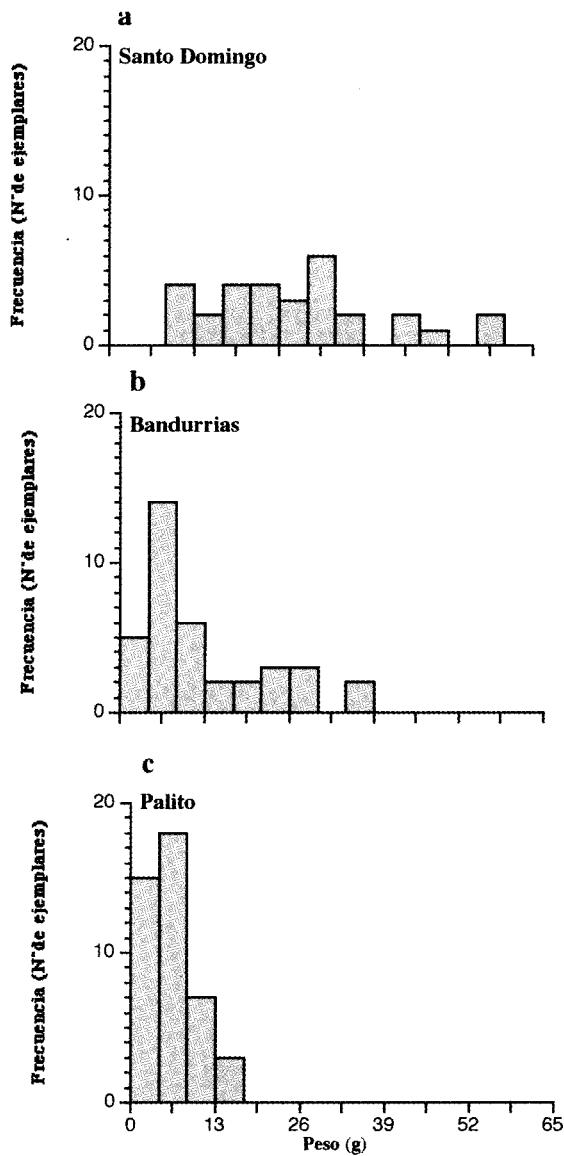 a
Santo Domingo
Frecuencia (N°de ejemplares)
20
10
0
b
Bandurrias
Frecuencia (N°de ejemplares)
20
10
0
c
Palito
Frecuencia (N°de ejemplares)
20
10
0
0 13 26 39 52 65
Peso (g)